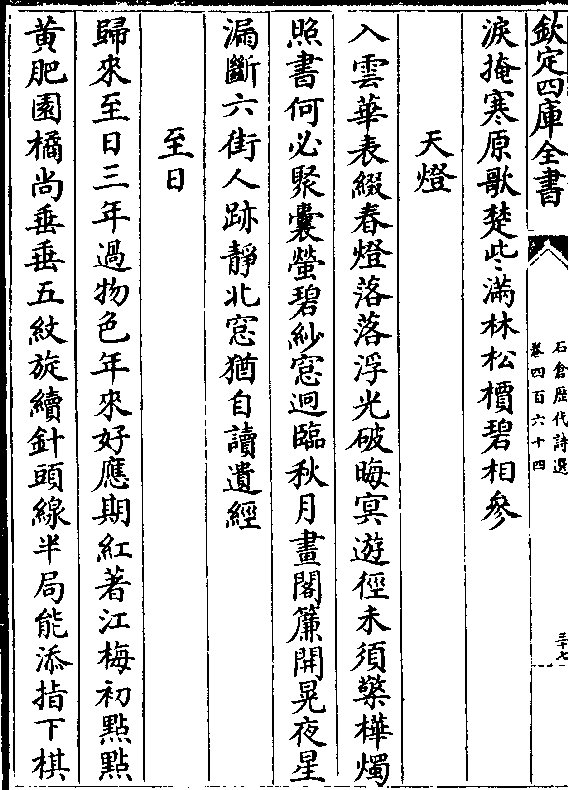 欽定四庫全書
石倉歴代詩選
卷四百六十四
三十七
淚掩寒原歌楚些滿林松檟碧相參
天燈
入雲華表綴春燈落落浮光破晦冥遊徑未須爇樺燭
照書何必聚囊螢碧紗窓迥臨秋月畫閣簾開晃夜星
漏斷六街人跡靜北窓猶自讀遺經
至日
歸來至日三年過物色年來好應期紅著江梅初點點
黄肥園橘尚垂垂五紋旋續針頭線半局能添指下棋